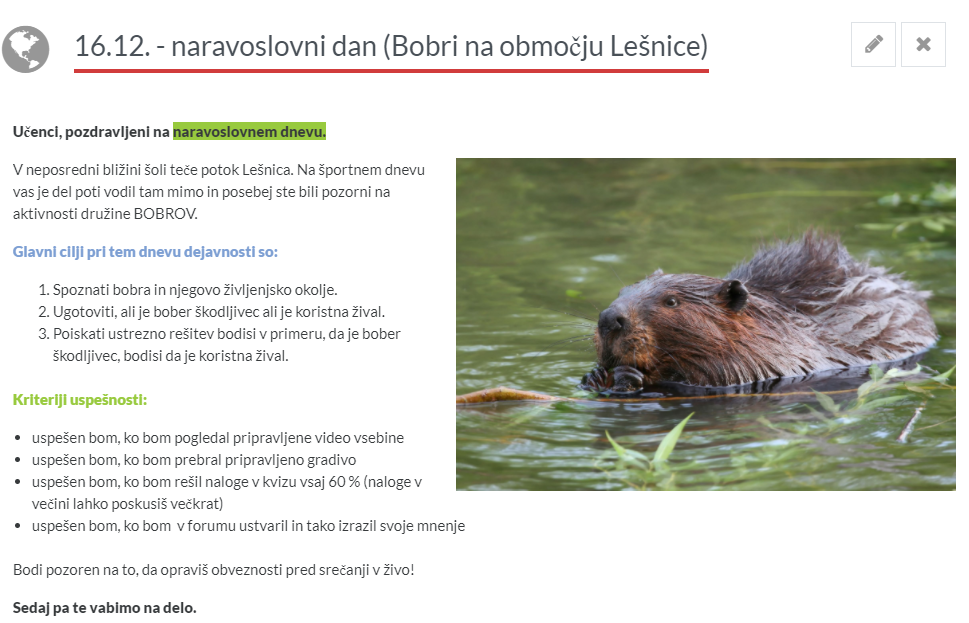 16.12. - naravoslovni dan (Bobri na območju Lešnice)
Učenci, pozdravljeni na naravoslovnem dnevu.
V neposredni bližini šoli teče potok Lešnica. Na športnem dnevu
vas je del poti vodil tam mimo in posebej ste bili pozorni na
aktivnosti družine BOBROV.
Glavni cilji pri tem dnevu dejavnosti so:
1. Spoznati bobra in njegovo življenjsko okolje.
2. Ugotoviti, ali je bober škodljivec ali je koristna žival.
3. Poiskati ustrezno rešitev bodisi v primeru, da je bober
škodljivec, bodisi da je koristna žival.
Kriteriji uspešnosti:
• uspešen bom, ko bom pogledal pripravljene video vsebine
• uspešen bom, ko bom prebral pripravljeno gradivo
• uspešen bom, ko bom rešil naloge v kvizu vsaj 60 % (naloge v
večini lahko poskusiš večkrat)
• uspešen bom, ko bom v forumu ustvaril in tako izrazil svoje mnenje
Bodi pozoren na to, da opraviš obveznosti pred srečanji v živo!
Sedaj pa te vabimo na delo.